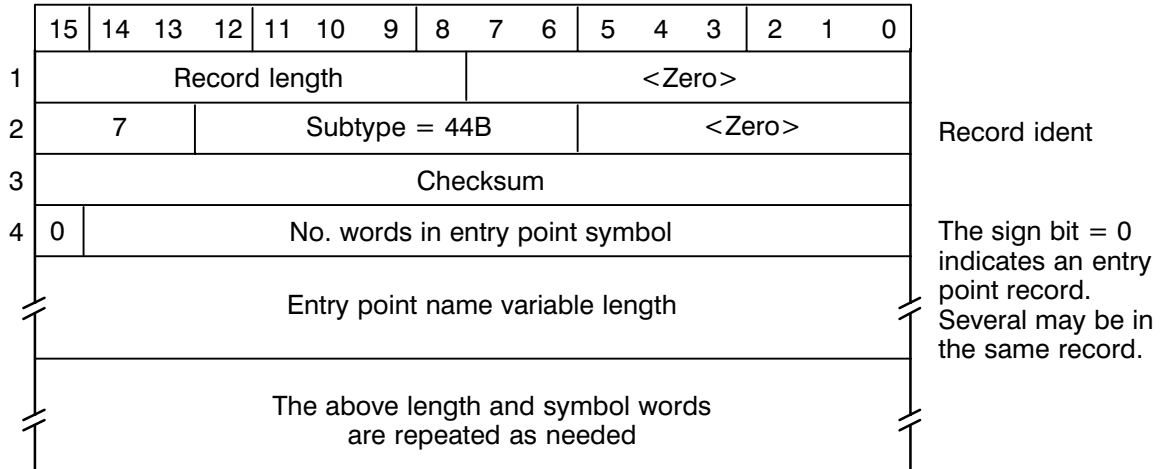 15 14 13 12 11 10 9 8 7 6 5 4 3 2 1 0
1 Record length <Zero>
2 7 Subtype = 44B <Zero> Record ident
3 Checksum
4 0 No. words in entry point symbol
The sign bit = 0
indicates an entry
point record.
Several may be in
the same record.
Entry point name variable length
The above length and symbol words
are repeated as needed